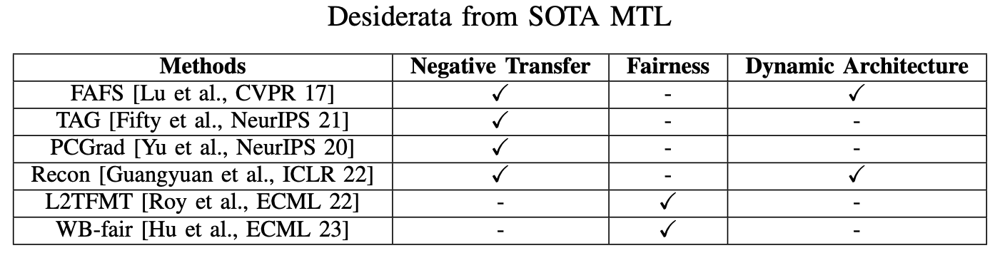 Desiderata from SOTA MTL
Methods Negative Transfer Fairness Dynamic Architecture
FAFS [Lu et al., CVPR 17] ✓ - ✓
TAG [Fifty et al., NeurIPS 21] ✓ - -
PCGrad [Yu et al., NeurIPS 20] ✓ - -
Recon [Guangyuan et al., ICLR 22] ✓ - ✓
L2TFMT [Roy et al., ECML 22] - ✓ -
WB-fair [Hu et al., ECML 23] - ✓ -